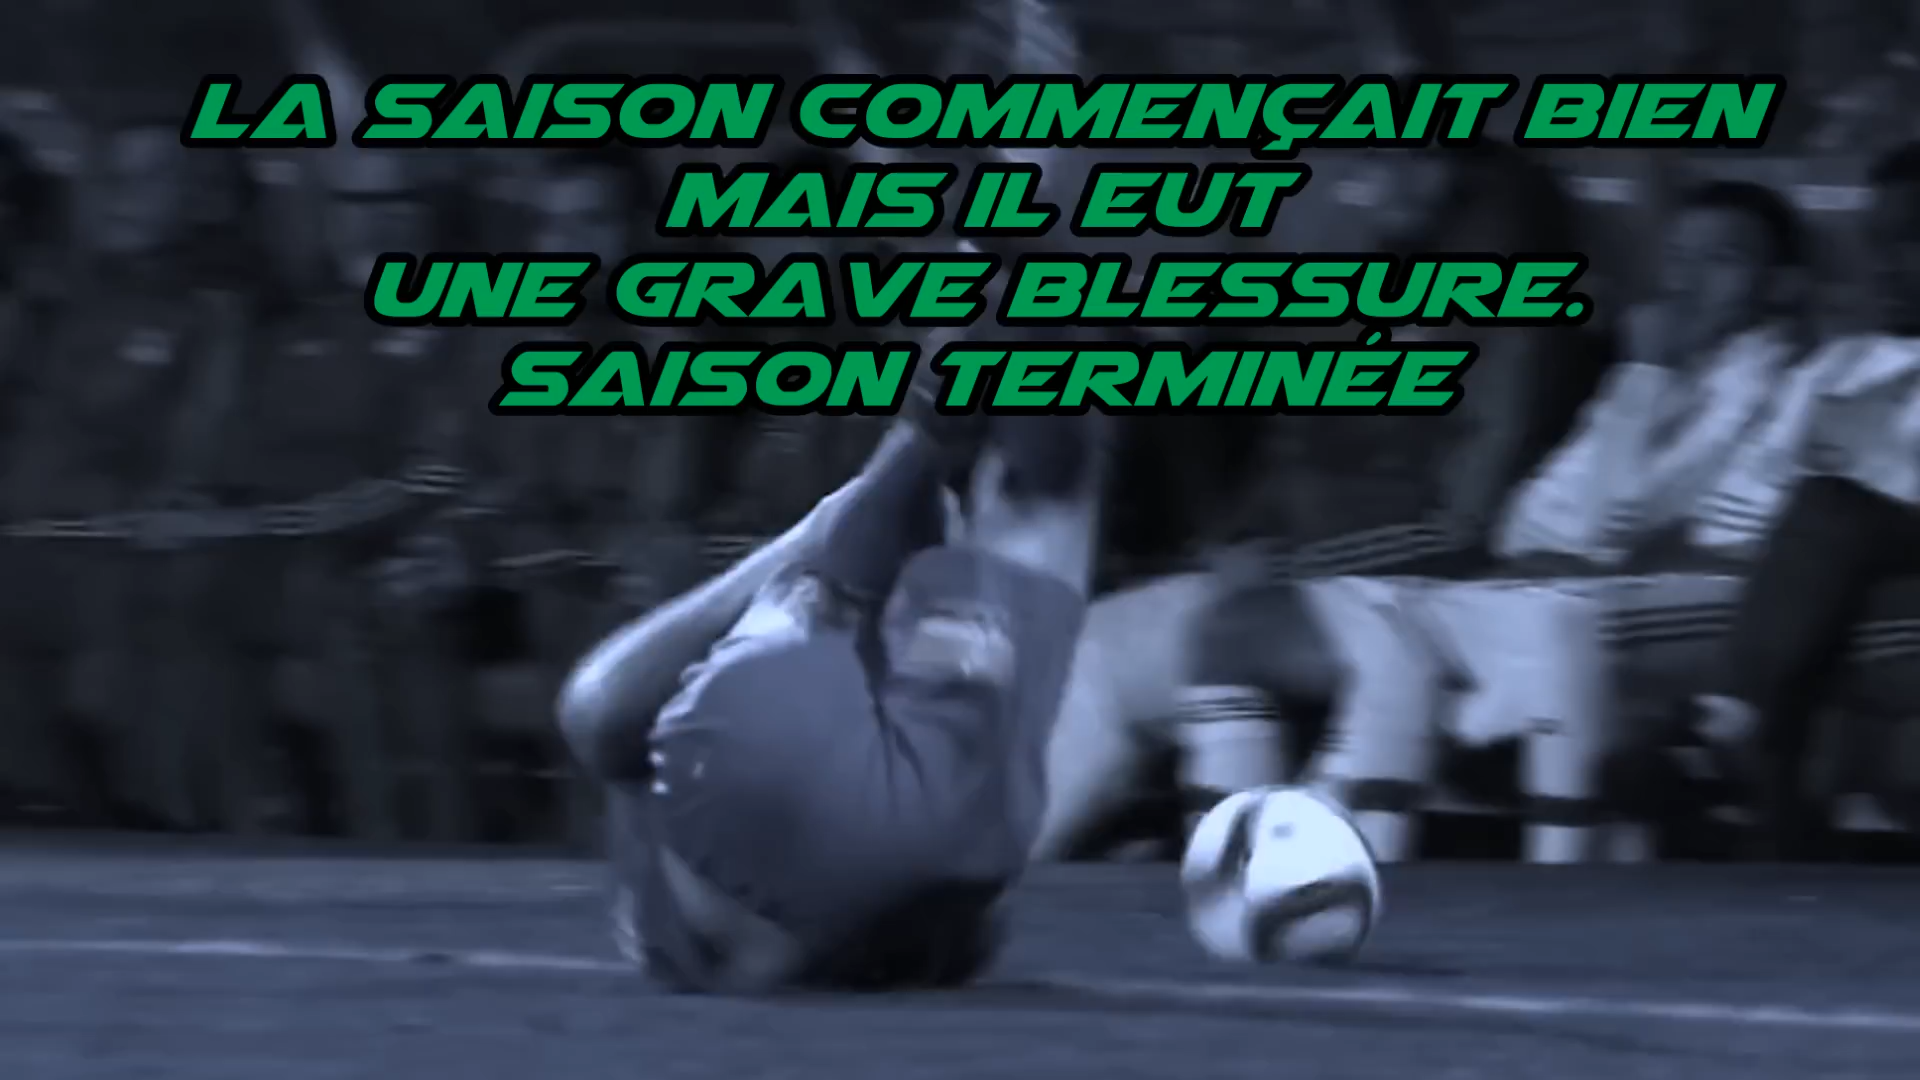 LA SAISON COMMENÇAIT BIEN
MAIS IL EUT
UNE GRAVE BLESSURE.
SAISON TERMINÉE